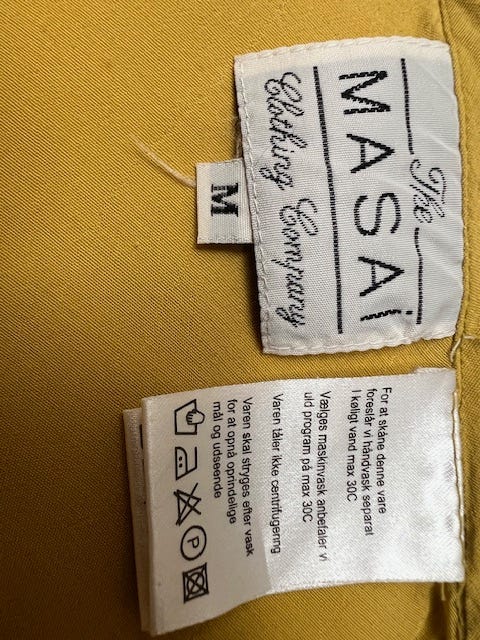 The
MASAi
Clothing Company
M
For at skåne denne vare
foreslår vi håndvask separat
I køligt vand max 30C
Vælges maskinvask anbefaler vi
uld program på max 30C
Varen tåler ikke centrifugering
Varen skal stryges efter vask
for at opnå oprindelige
mål og udseende
P